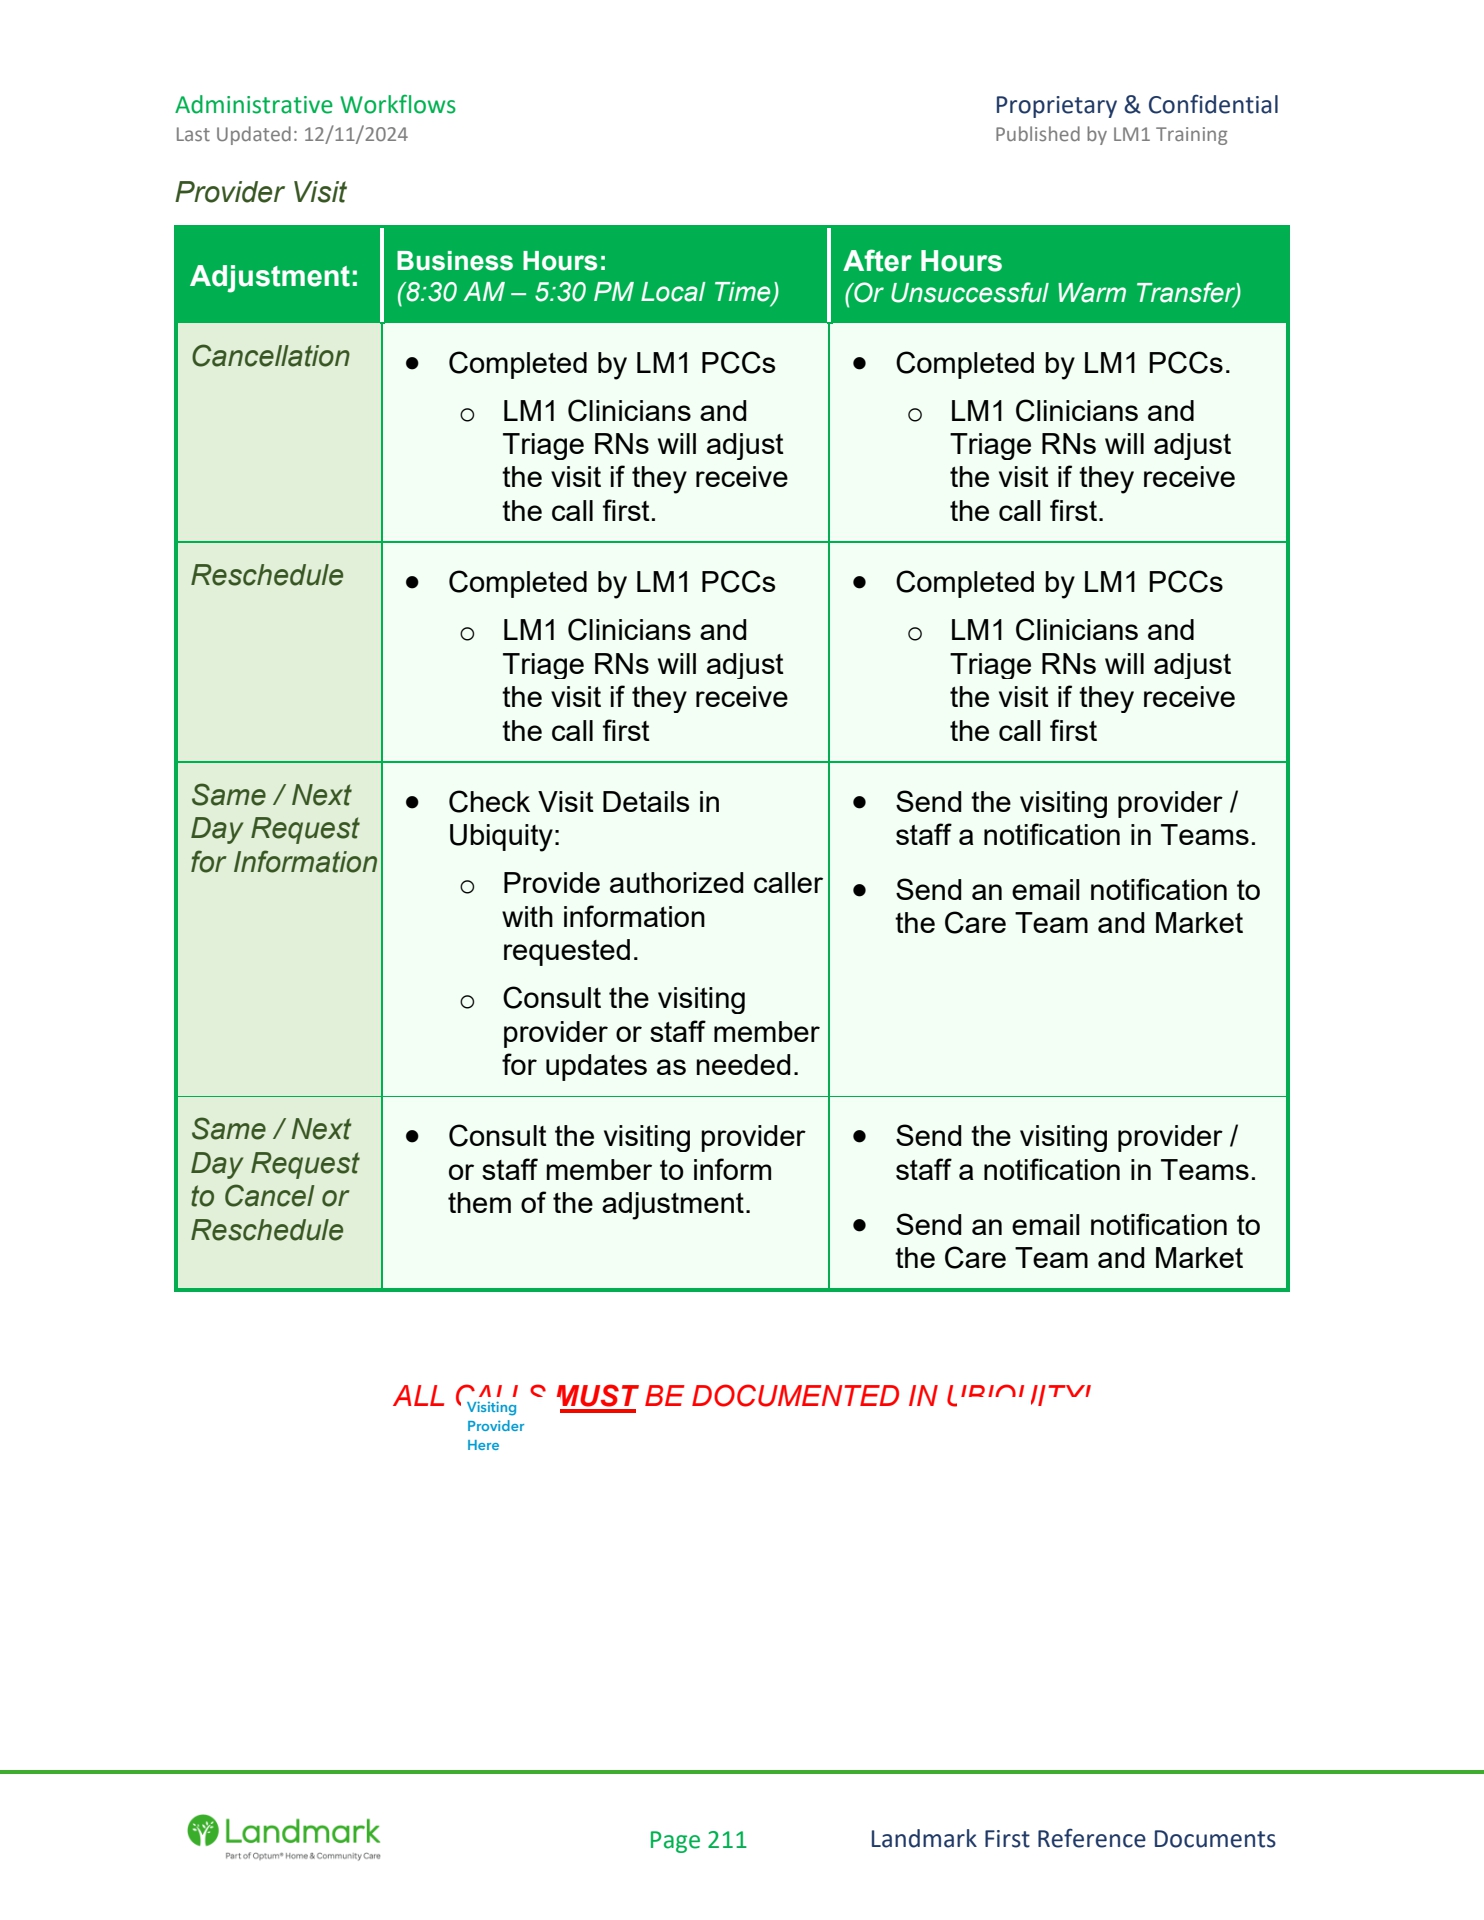 Administrative Workflows
Proprietary & Confidential
Last Updated: 12/11/2024
Published by LM1 Training
Provider Visit
Adjustment:
Business Hours:
(8:30 AM – 5:30 PM Local Time)
After Hours
(Or Unsuccessful Warm Transfer)
Cancellation
• Completed by LM1 PCCs
o LM1 Clinicians and
Triage RNs will adjust
the visit if they receive
the call first.
• Completed by LM1 PCCs.
o LM1 Clinicians and
Triage RNs will adjust
the visit if they receive
the call first.
Reschedule
• Completed by LM1 PCCs
o LM1 Clinicians and
Triage RNs will adjust
the visit if they receive
the call first
• Completed by LM1 PCCs
o LM1 Clinicians and
Triage RNs will adjust
the visit if they receive
the call first
Same / Next
Day Request
for Information
• Check Visit Details in
Ubiquity:
o Provide authorized caller
with information
requested.
o Consult the visiting
provider or staff member
for updates as needed.
• Send the visiting provider /
staff a notification in Teams.
• Send an email notification to
the Care Team and Market
Same / Next
Day Request
to Cancel or
Reschedule
• Consult the visiting provider
or staff member to inform
them of the adjustment.
• Send the visiting provider /
staff a notification in Teams.
• Send an email notification to
the Care Team and Market
ALL CALLS MUST BE DOCUMENTED IN UBIQUITY!
Visiting
Provider
Here
Landmark
Part of Optum® Home & Community Care
Page 211
Landmark First Reference Documents